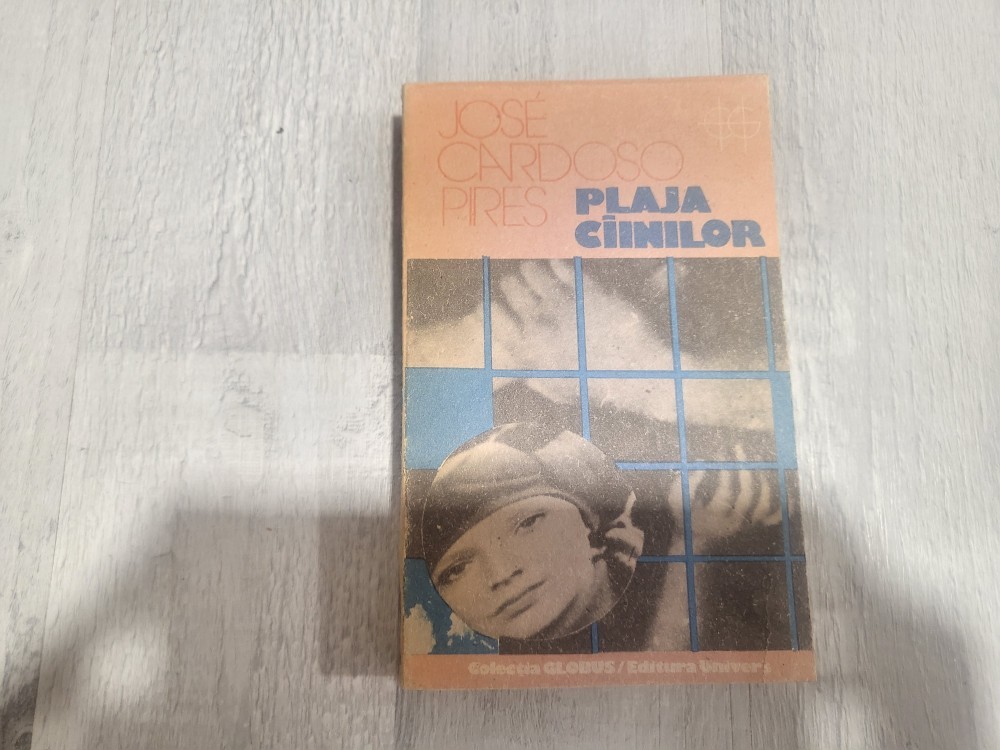 JOSÉ
CARDOSO
PIRES
PLAJA
CÎINILOR
Colecția GLOBUS / Editura Univers